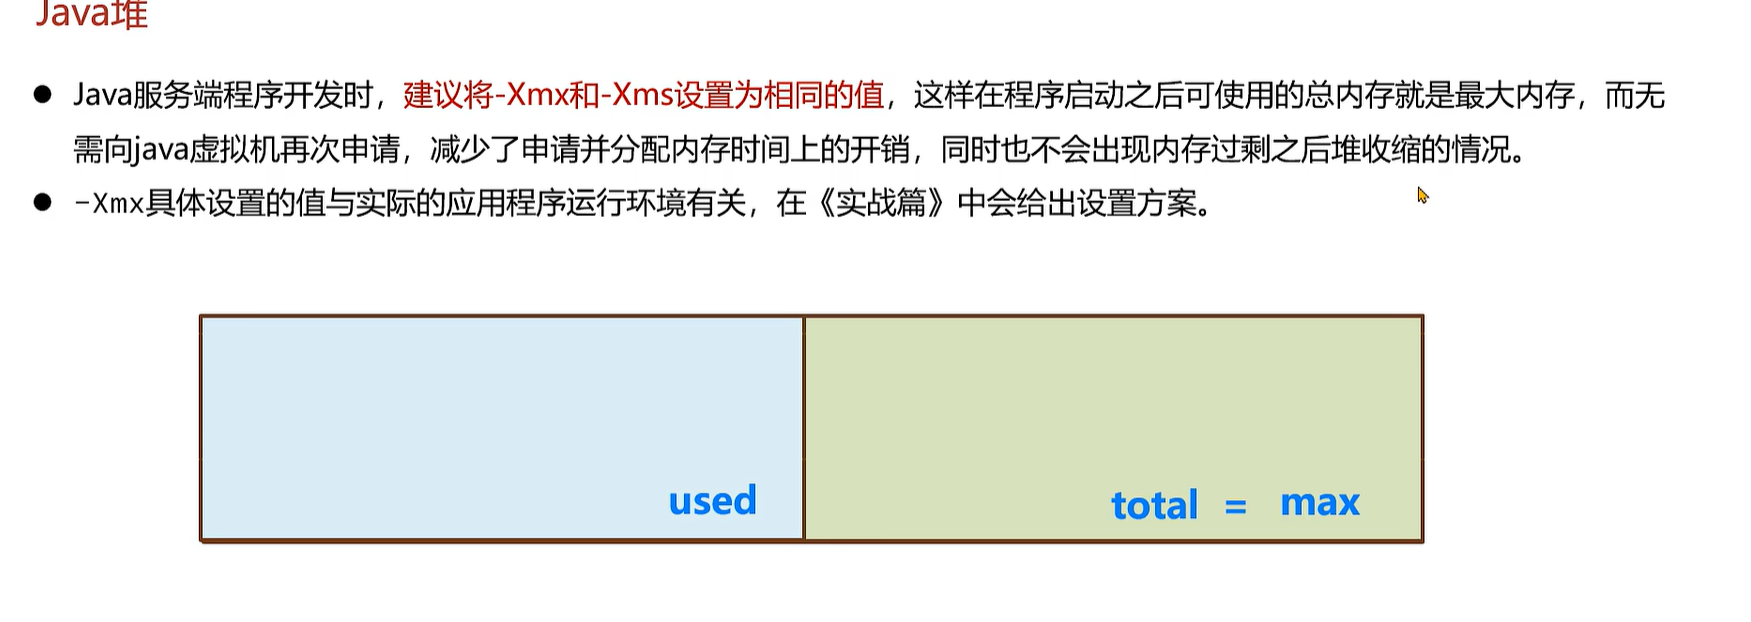 Java堆
● Java服务端程序开发时，建议将-Xmx和-Xms设置为相同的值，这样在程序启动之后可使用的总内存就是最大内存，而无
需向java虚拟机再次申请，减少了申请并分配内存时间上的开销，同时也不会出现内存过剩之后堆收缩的情况。
● -Xmx具体设置的值与实际的应用程序运行环境有关，在《实战篇》中会给出设置方案。
used
total = max